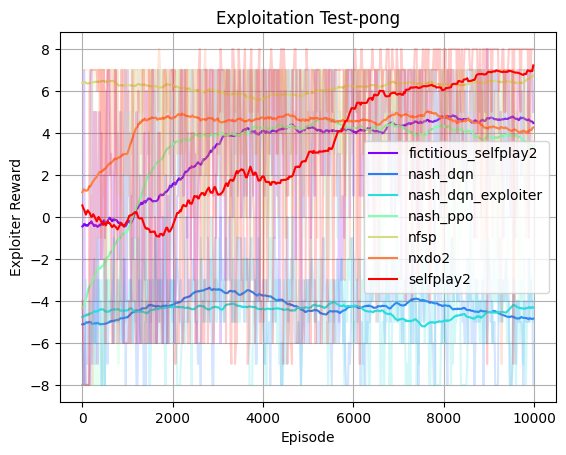 Exploitation Test-pong
Exploiter Reward
8
6
4
2
0
−2
−4
−6
−8
fictitious_selfplay2
nash_dqn
nash_dqn_exploiter
nash_ppo
nfsp
nxdo2
selfplay2
0 2000 4000 6000 8000 10000
Episode